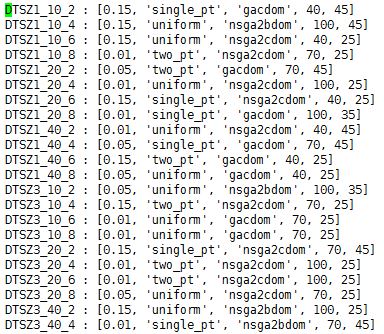 DTSZ1_10_2 : [0.15, 'single_pt', 'gacdom', 40, 45]
DTSZ1_10_4 : [0.15, 'uniform', 'nsga2bdom', 100, 45]
DTSZ1_10_6 : [0.15, 'uniform', 'nsga2cdom', 40, 25]
DTSZ1_10_8 : [0.01, 'two_pt', 'nsga2cdom', 70, 25]
DTSZ1_20_2 : [0.05, 'two_pt', 'gacdom', 70, 45]
DTSZ1_20_4 : [0.01, 'uniform', 'nsga2cdom', 100, 25]
DTSZ1_20_6 : [0.15, 'single_pt', 'nsga2cdom', 40, 25]
DTSZ1_20_8 : [0.01, 'single_pt', 'gacdom', 100, 35]
DTSZ1_40_2 : [0.01, 'uniform', 'nsga2cdom', 40, 45]
DTSZ1_40_4 : [0.05, 'single_pt', 'gacdom', 70, 45]
DTSZ1_40_6 : [0.15, 'two_pt', 'gacdom', 40, 25]
DTSZ1_40_8 : [0.01, 'uniform', 'gacdom', 40, 25]
DTSZ3_10_2 : [0.05, 'uniform', 'nsga2bdom', 100, 35]
DTSZ3_10_4 : [0.15, 'two_pt', 'nsga2cdom', 70, 25]
DTSZ3_10_6 : [0.01, 'uniform', 'gacdom', 70, 25]
DTSZ3_10_8 : [0.01, 'uniform', 'gacdom', 70, 25]
DTSZ3_20_2 : [0.15, 'single_pt', 'nsga2cdom', 70, 45]
DTSZ3_20_4 : [0.01, 'two_pt', 'nsga2cdom', 100, 25]
DTSZ3_20_6 : [0.01, 'two_pt', 'nsga2cdom', 100, 25]
DTSZ3_20_8 : [0.05, 'uniform', 'nsga2cdom', 70, 25]
DTSZ3_20_2 : [0.15, 'uniform', 'nsga2bdom', 100, 25]
DTSZ3_40_4 : [0.01, 'single_pt', 'nsga2cdom', 70, 45]